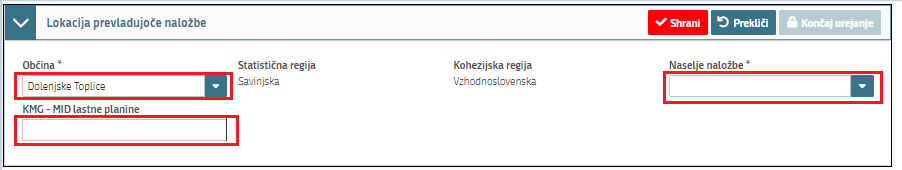 Lokacija prevladujoče naložbe
Shrani
Prekliči
Končaj urejanje
Občina *
Statistična regija
Kohezijska regija
Naselje naložbe *
Dolenjske Toplice
Savinjska
Vzhodnoslovenska
KMG - MID lastne planine